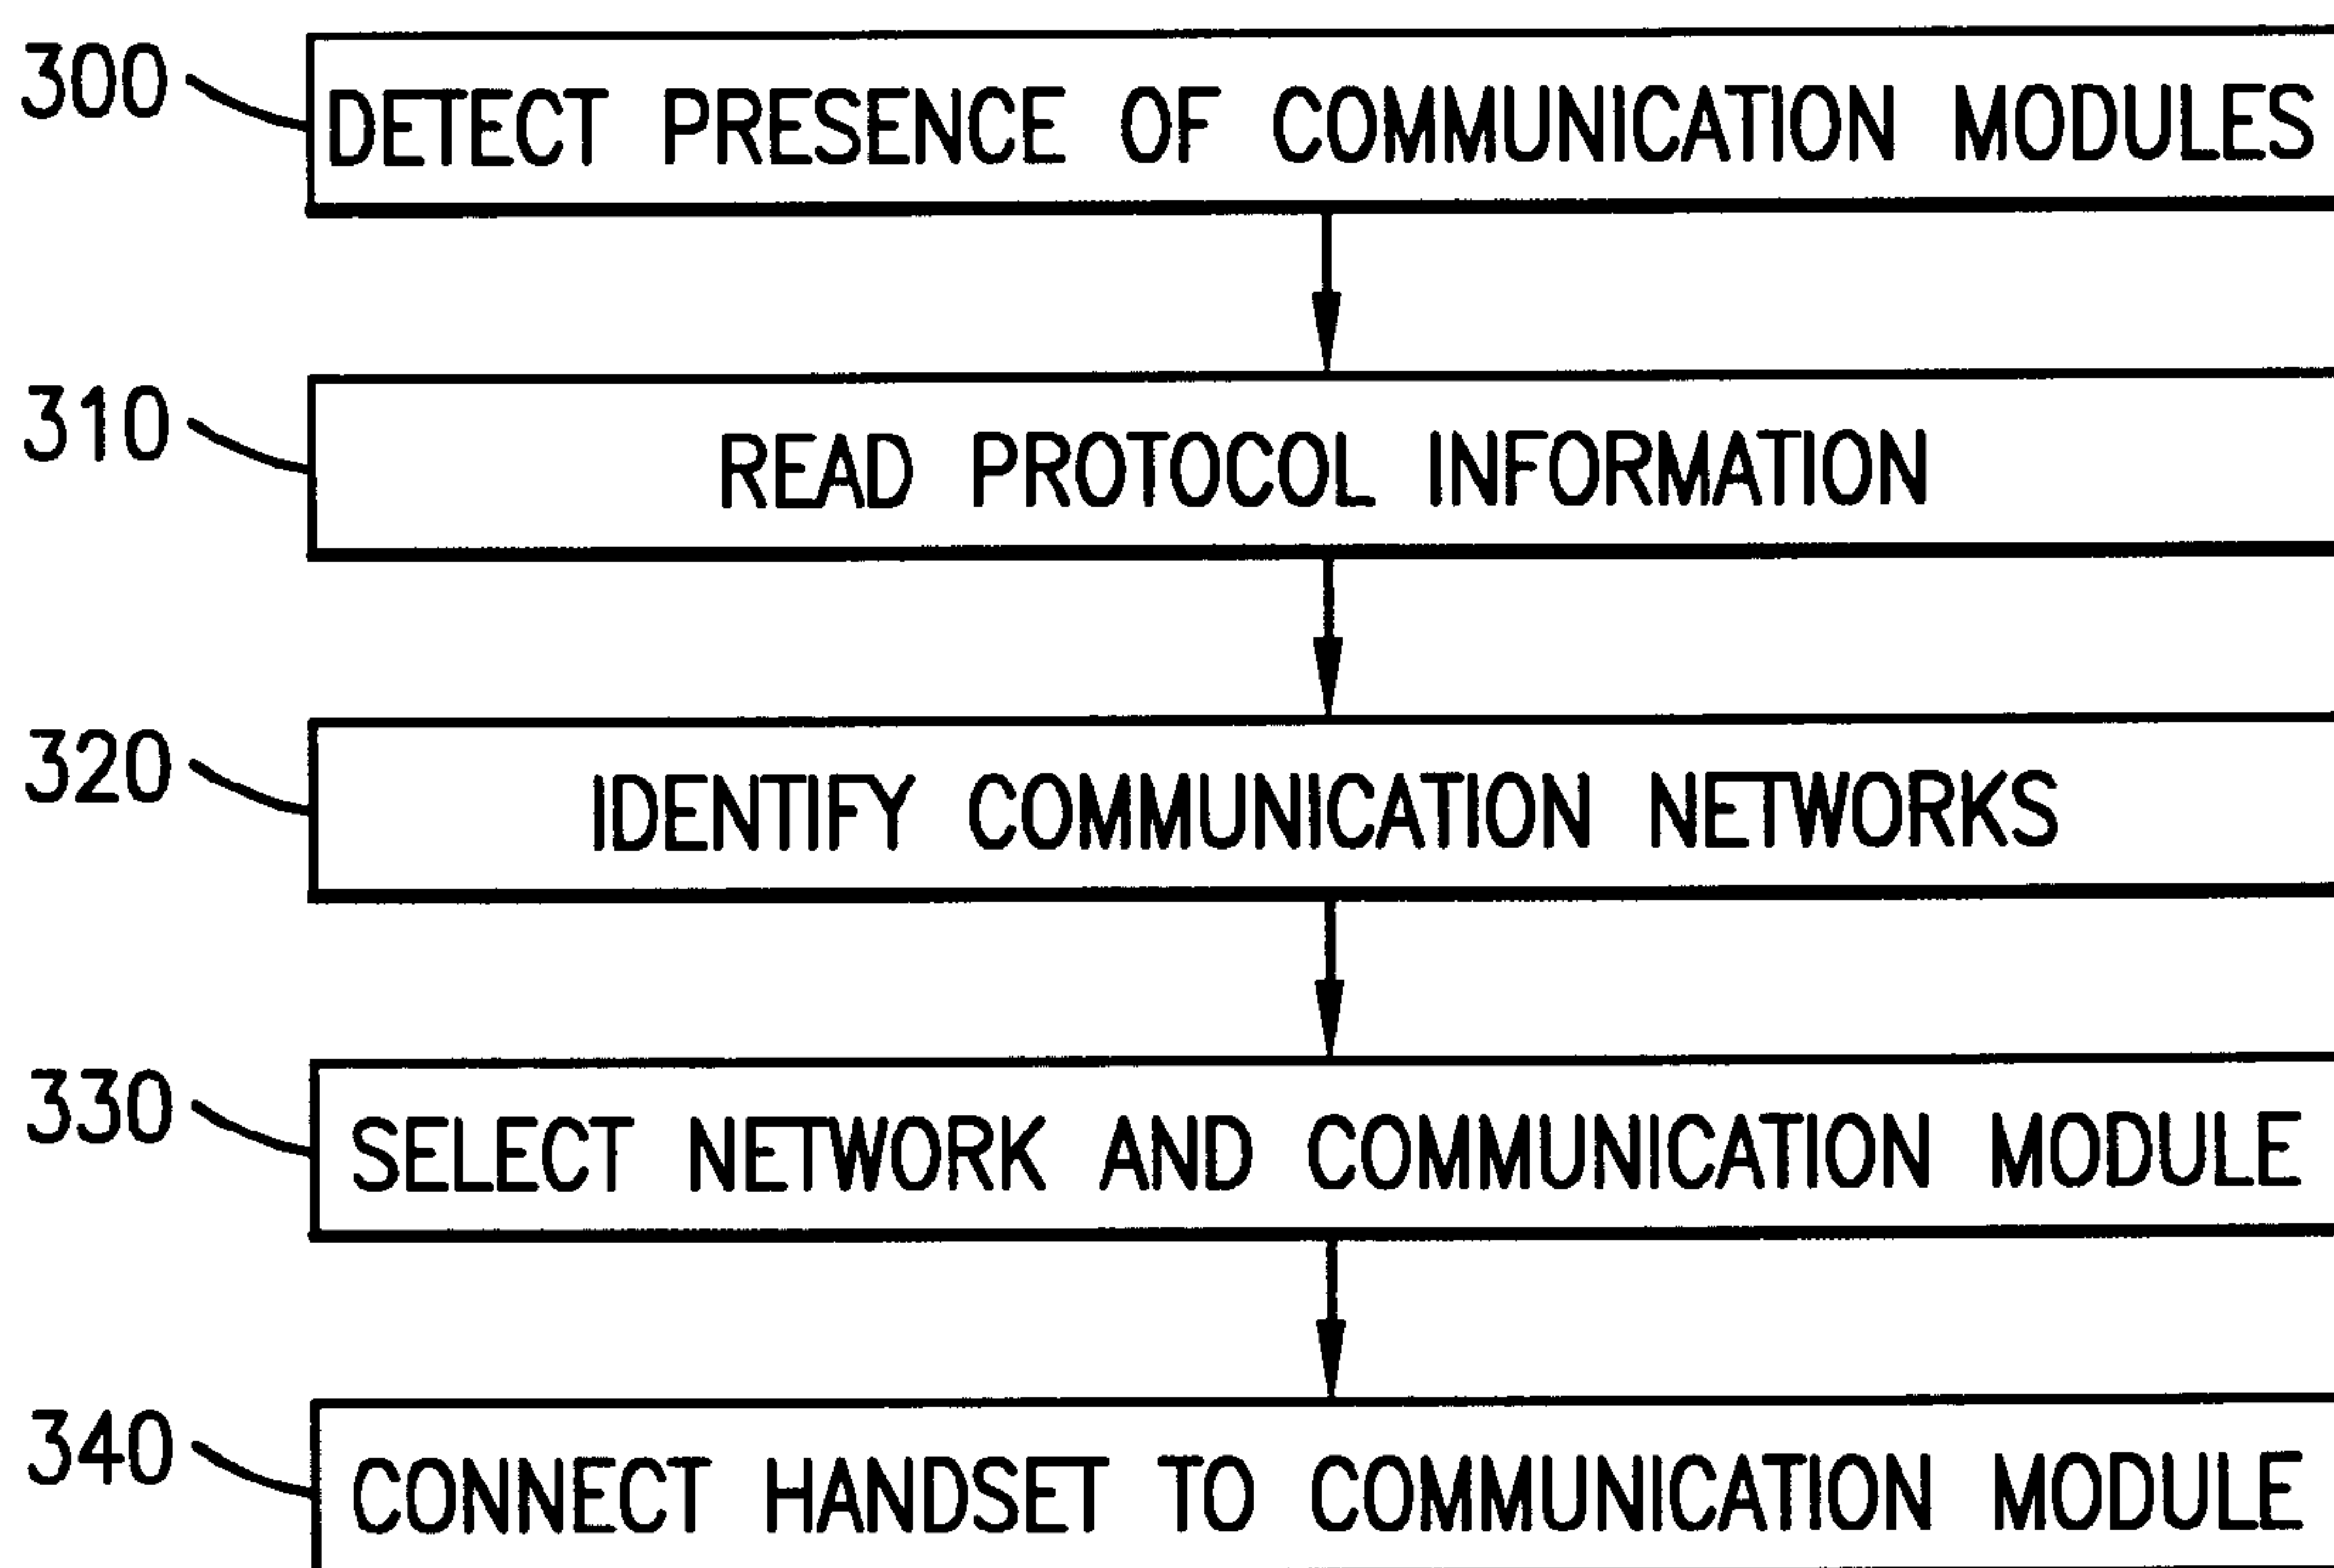 300 DETECT PRESENCE OF COMMUNICATION MODULES
310 READ PROTOCOL INFORMATION
320 IDENTIFY COMMUNICATION NETWORKS
330 SELECT NETWORK AND COMMUNICATION MODULE
340 CONNECT HANDSET TO COMMUNICATION MODULE